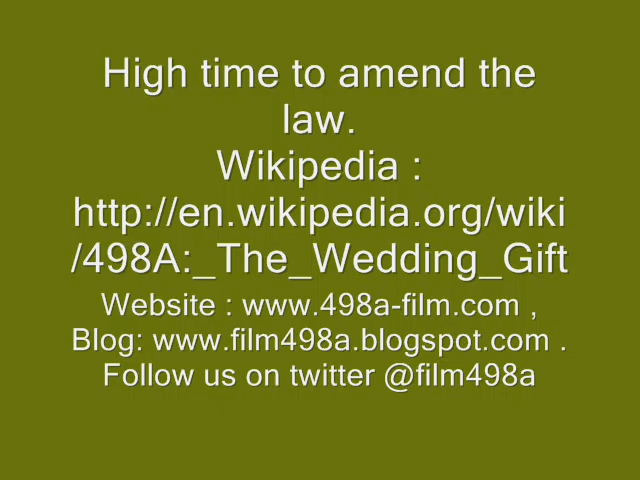 High time to amend the
law.
Wikipedia :
http://en.wikipedia.org/wiki
/498A:_The_Wedding_Gift
Website : www.498a-film.com ,
Blog: www.film498a.blogspot.com .
Follow us on twitter @film498a